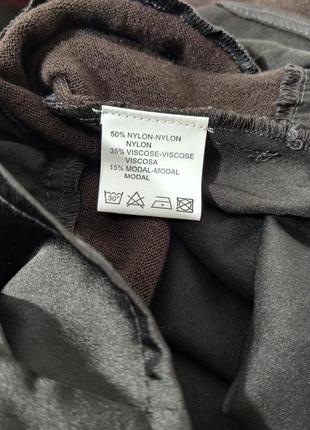 50% NYLON-NYLON
NYLON
35% VISCOSE-VISCOSE
VISCOSA
15% MODAL-MODAL
MODAL
30°